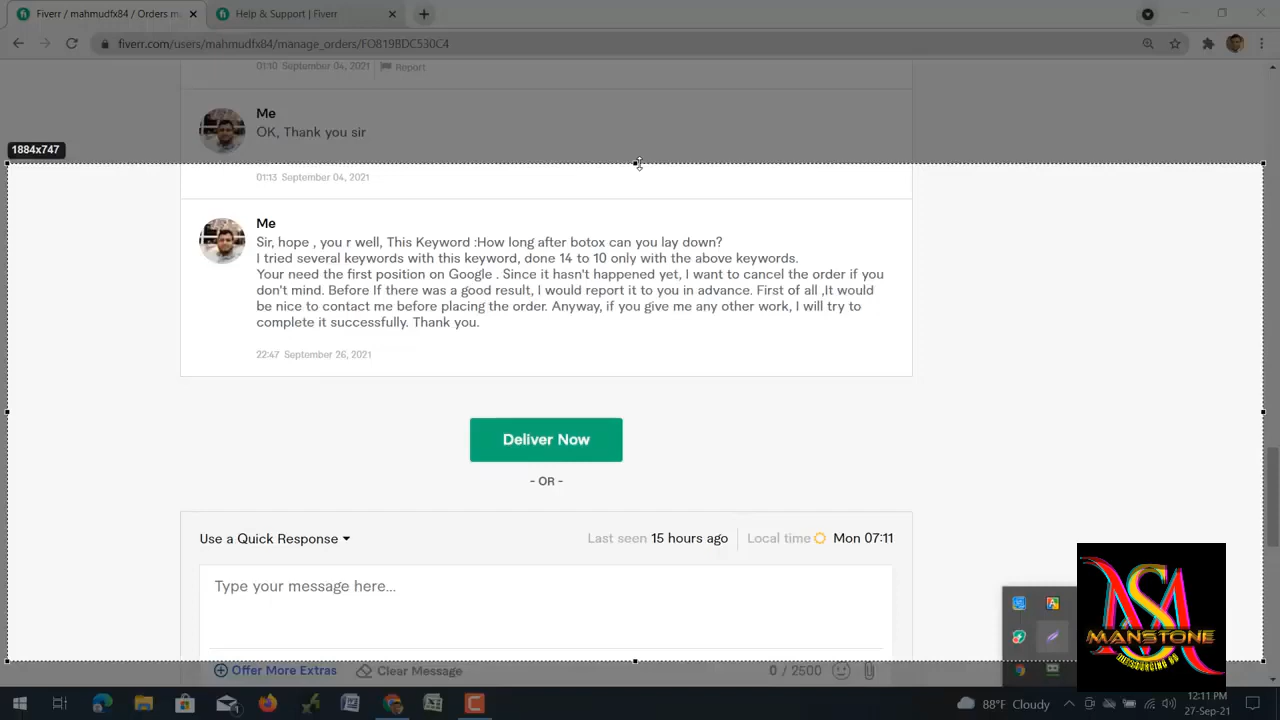 Fiverr / mahmudfx84 / Orders m
Help & Support | Fiverr
fiverr.com/users/mahmudfx84/manage_orders/FO819BDC530C4
01:10 September 04, 2021
Report
Me
OK, Thank you sir
1884x747
01:13 September 04, 2021
Me
Sir, hope , you r well, This Keyword :How long after botox can you lay down?
I tried several keywords with this keyword, done 14 to 10 only with the above keywords.
Your need the first position on Google . Since it hasn't happened yet, I want to cancel the order if you
don't mind. Before If there was a good result, I would report it to you in advance. First of all ,It would
be nice to contact me before placing the order. Anyway, if you give me any other work, I will try to
complete it successfully. Thank you.
22:47 September 26, 2021
Deliver Now
- OR -
Use a Quick Response
Last seen 15 hours ago
Local time Mon 07:11
Type your message here...
Offer More Extras
Clear Message
0 / 2500
MANSTONE
OUTSOURCING BD
88°F Cloudy
12:11 PM
27-Sep-21